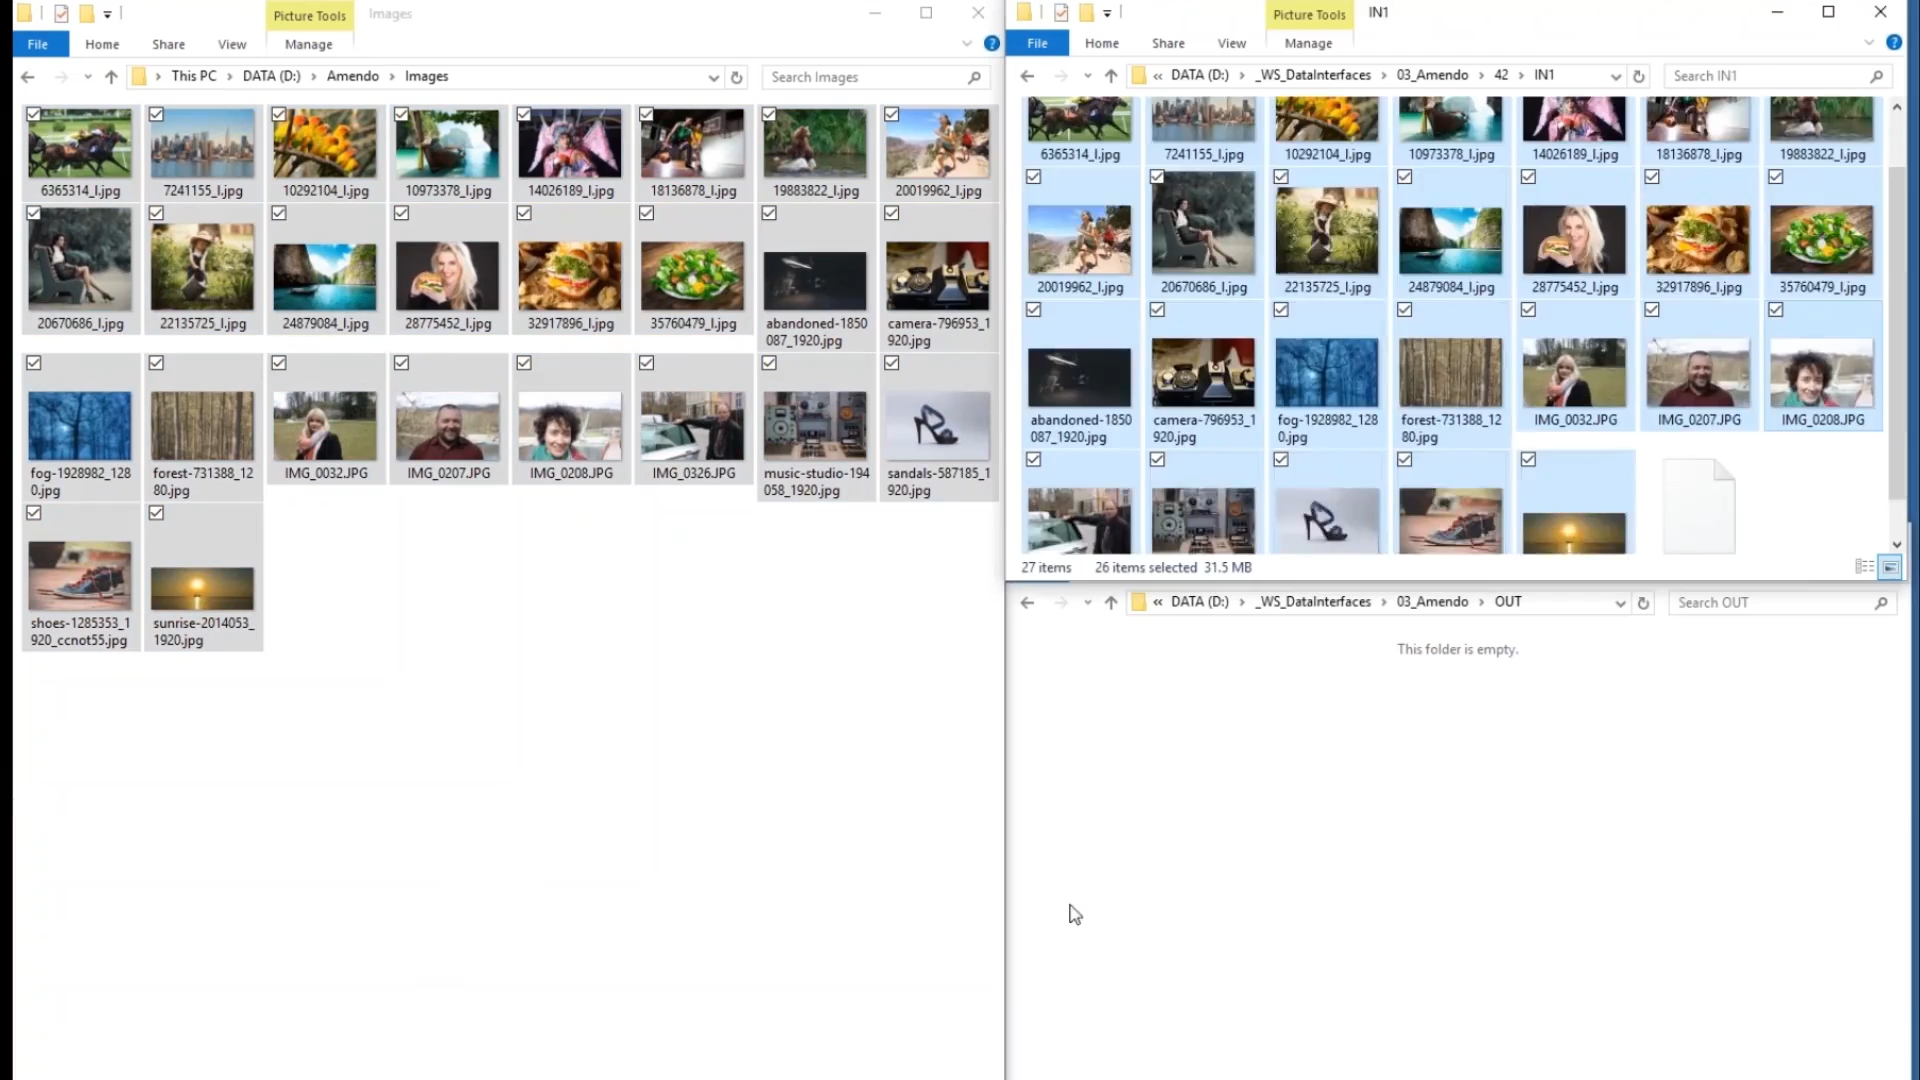 Picture Tools
Images
File
Home
Share
View
Manage
This PC
DATA (D:)
Amendo
Images
Search Images
6365314_l.jpg
7241155_l.jpg
10292104_l.jpg
10973378_l.jpg
14026189_l.jpg
18136878_l.jpg
19883822_l.jpg
20019962_l.jpg
20670686_l.jpg
22135725_l.jpg
24879084_l.jpg
28775452_l.jpg
32917896_l.jpg
35760479_l.jpg
abandoned-1850
087_1920.jpg
camera-796953_1
920.jpg
fog-1928982_128
0.jpg
forest-731388_12
80.jpg
IMG_0032.JPG
IMG_0207.JPG
IMG_0208.JPG
IMG_0326.JPG
music-studio-194
058_1920.jpg
sandals-587185_1
920.jpg
shoes-1285353_1
920_ccnot55.jpg
sunrise-2014053_
1920.jpg
Picture Tools
IN1
File
Home
Share
View
Manage
« DATA (D:)
_WS_DataInterfaces
03_Amendo
42
IN1
Search IN1
6365314_l.jpg
7241155_l.jpg
10292104_l.jpg
10973378_l.jpg
14026189_l.jpg
18136878_l.jpg
19883822_l.jpg
20019962_l.jpg
20670686_l.jpg
22135725_l.jpg
24879084_l.jpg
28775452_l.jpg
32917896_l.jpg
35760479_l.jpg
abandoned-1850
087_1920.jpg
camera-796953_1
920.jpg
fog-1928982_128
0.jpg
forest-731388_12
80.jpg
IMG_0032.JPG
IMG_0207.JPG
IMG_0208.JPG
27 items
26 items selected 31.5 MB
« DATA (D:)
_WS_DataInterfaces
03_Amendo
OUT
Search OUT
This folder is empty.